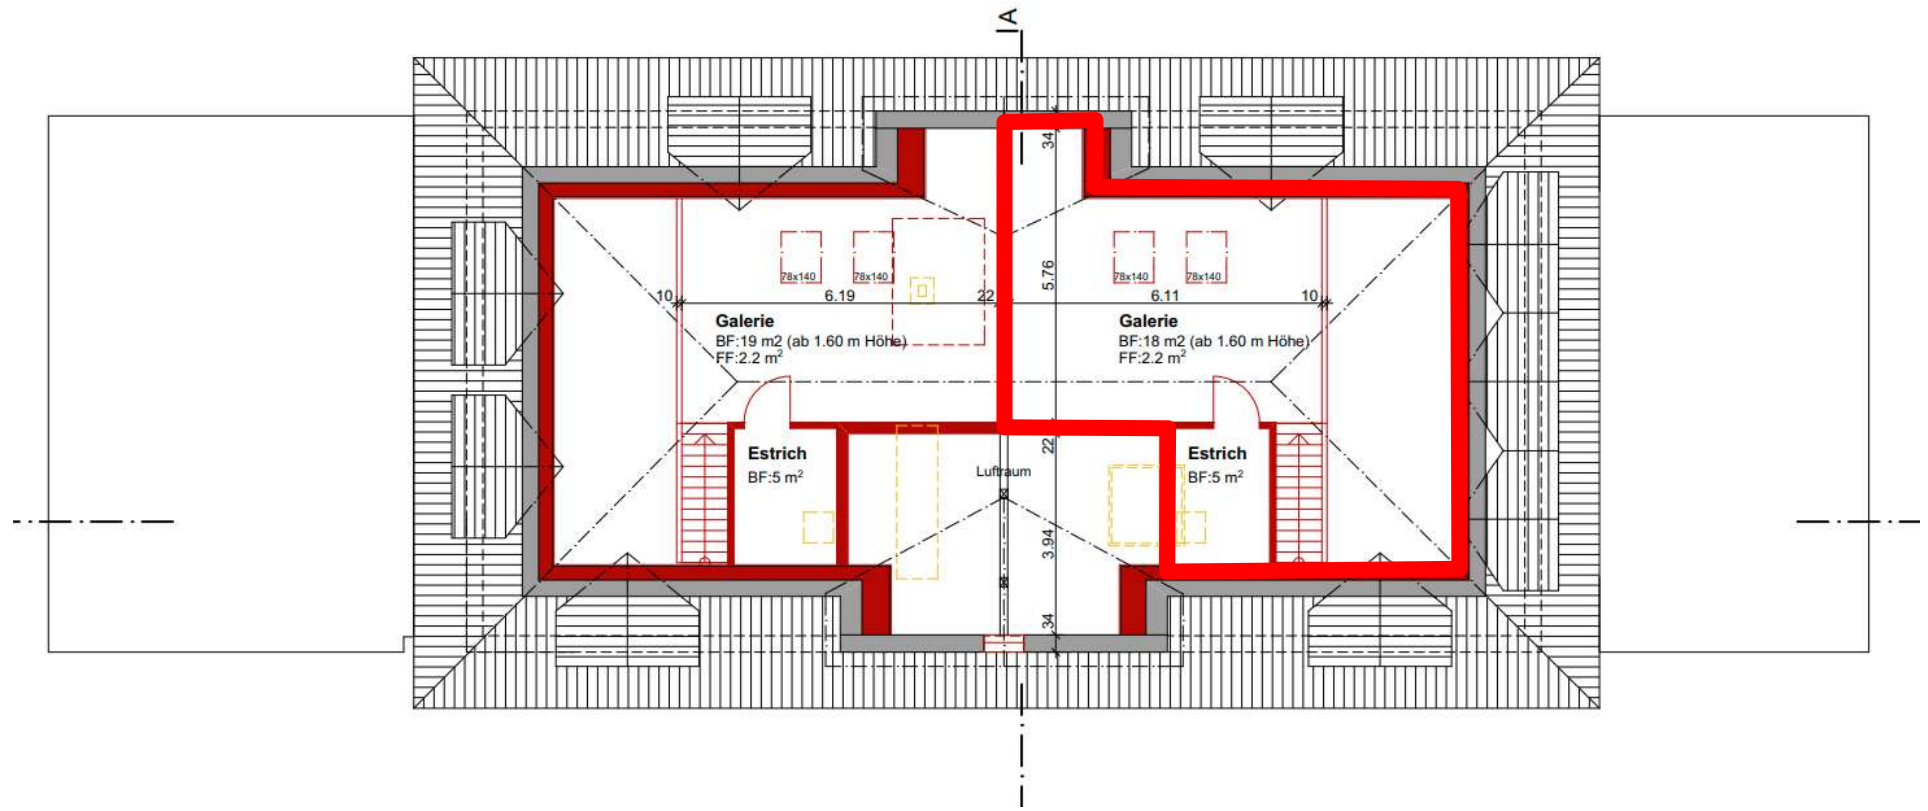 A
34
78x140
78x140
78x140
78x140
5.76
10
6.19
22
6.11
10
Galerie
BF:19 m2 (ab 1.60 m Höhe)
FF:2.2 m²
Galerie
BF:18 m2 (ab 1.60 m Höhe)
FF:2.2 m²
22
Estrich
BF:5 m²
Luftraum
Estrich
BF:5 m²
3.94
34